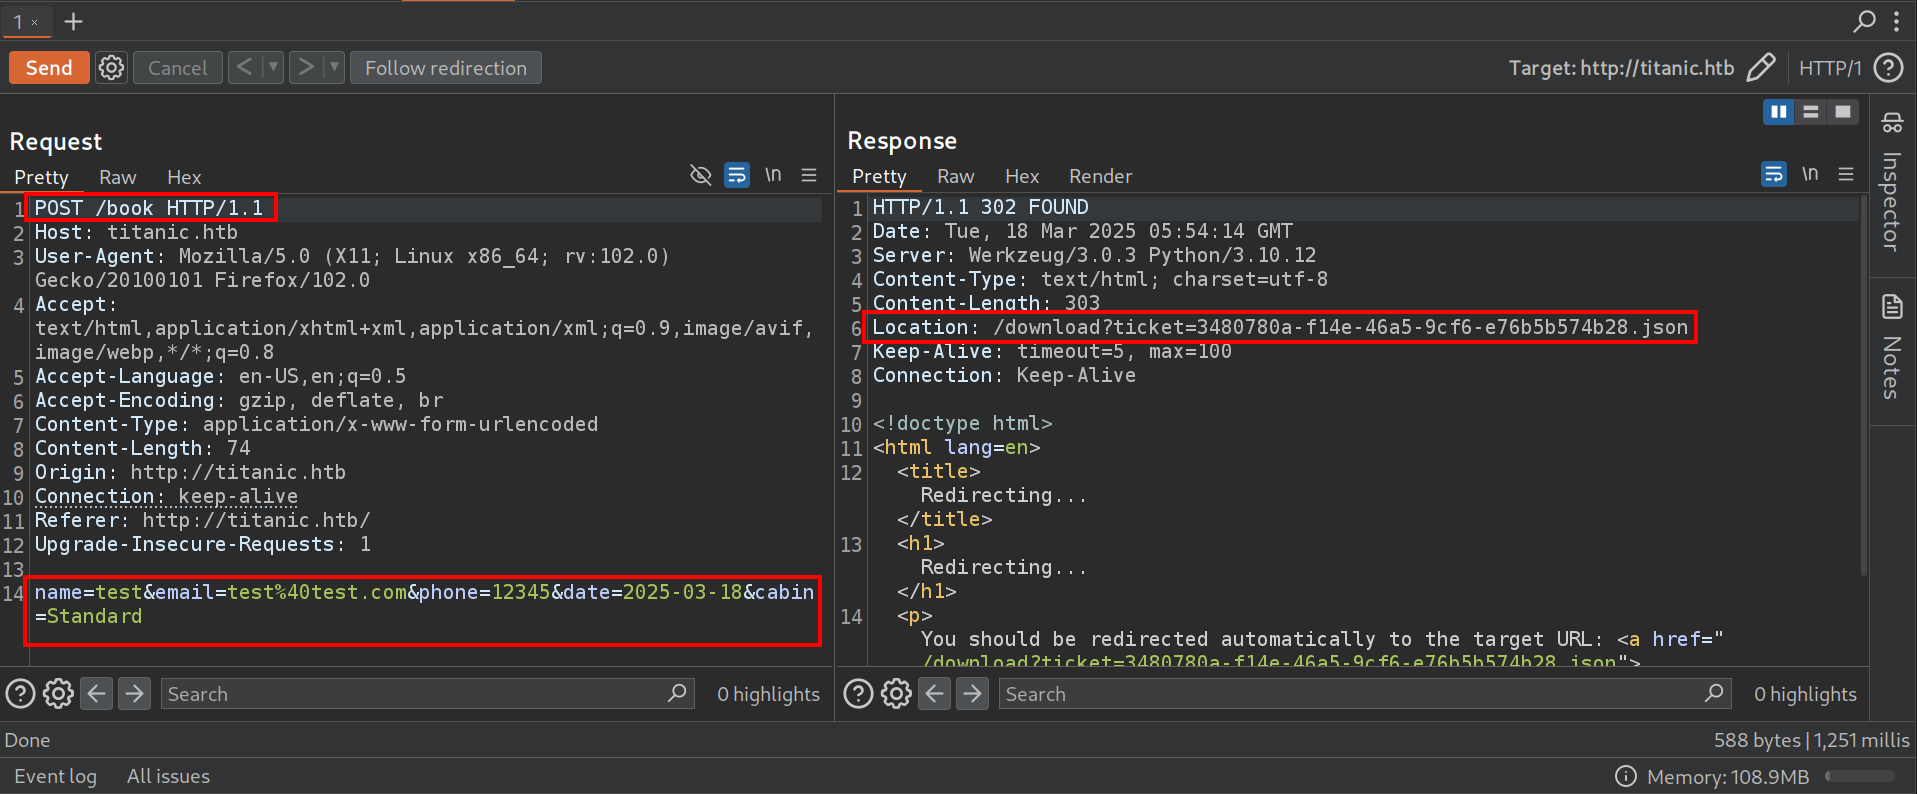 1 × +
Send Cancel < ▼ > ▼ Follow redirection Target: http://titanic.htb HTTP/1 ?
Request
Pretty Raw Hex \n
1 POST /book HTTP/1.1
2 Host: titanic.htb
3 User-Agent: Mozilla/5.0 (X11; Linux x86_64; rv:102.0)
Gecko/20100101 Firefox/102.0
4 Accept:
text/html,application/xhtml+xml,application/xml;q=0.9,image/avif,
image/webp,*/*;q=0.8
5 Accept-Language: en-US,en;q=0.5
6 Accept-Encoding: gzip, deflate, br
7 Content-Type: application/x-www-form-urlencoded
8 Content-Length: 74
9 Origin: http://titanic.htb
10 Connection: keep-alive
11 Referer: http://titanic.htb/
12 Upgrade-Insecure-Requests: 1
13
14 name=test&email=test%40test.com&phone=12345&date=2025-03-18&cabin
=Standard
? Search 0 highlights
Response
Pretty Raw Hex Render \n
1 HTTP/1.1 302 FOUND
2 Date: Tue, 18 Mar 2025 05:54:14 GMT
3 Server: Werkzeug/3.0.3 Python/3.10.12
4 Content-Type: text/html; charset=utf-8
5 Content-Length: 303
6 Location: /download?ticket=3480780a-f14e-46a5-9cf6-e76b5b574b28.json
7 Keep-Alive: timeout=5, max=100
8 Connection: Keep-Alive
9
10 <!doctype html>
11 <html lang=en>
12 <title>
Redirecting...
</title>
13 <h1>
Redirecting...
</h1>
14 <p>
You should be redirected automatically to the target URL: <a href="
/download?ticket=3480780a-f14e-46a5-9cf6-e76b5b574b28.json">
? Search 0 highlights
Inspector
Notes
Done 588 bytes | 1,251 millis
Event log All issues Memory: 108.9MB